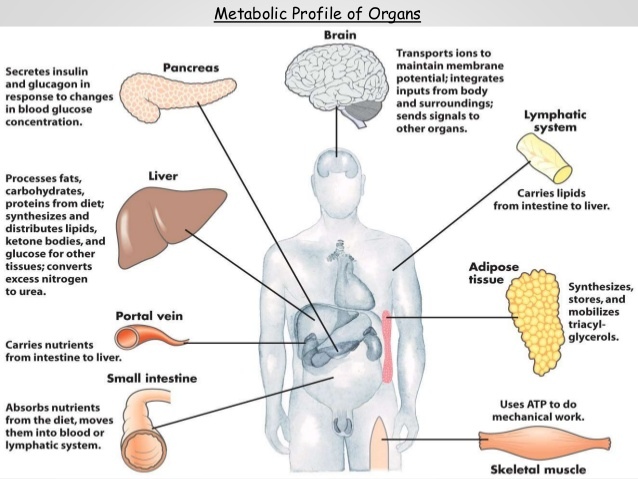 Metabolic Profile of Organs
Brain
Transports ions to
maintain membrane
potential; integrates
inputs from body
and surroundings;
sends signals to
other organs.
Pancreas
Secretes insulin
and glucagon in
response to changes
in blood glucose
concentration.
Lymphatic
system
Carries lipids
from intestine to liver.
Liver
Processes fats,
carbohydrates,
proteins from diet;
synthesizes and
distributes lipids,
ketone bodies, and
glucose for other
tissues; converts
excess nitrogen
to urea.
Adipose
tissue
Synthesizes,
stores, and
mobilizes
triacyl-
glycerols.
Portal vein
Carries nutrients
from intestine to liver.
Small intestine
Absorbs nutrients
from the diet, moves
them into blood or
lymphatic system.
Uses ATP to do
mechanical work.
Skeletal muscle